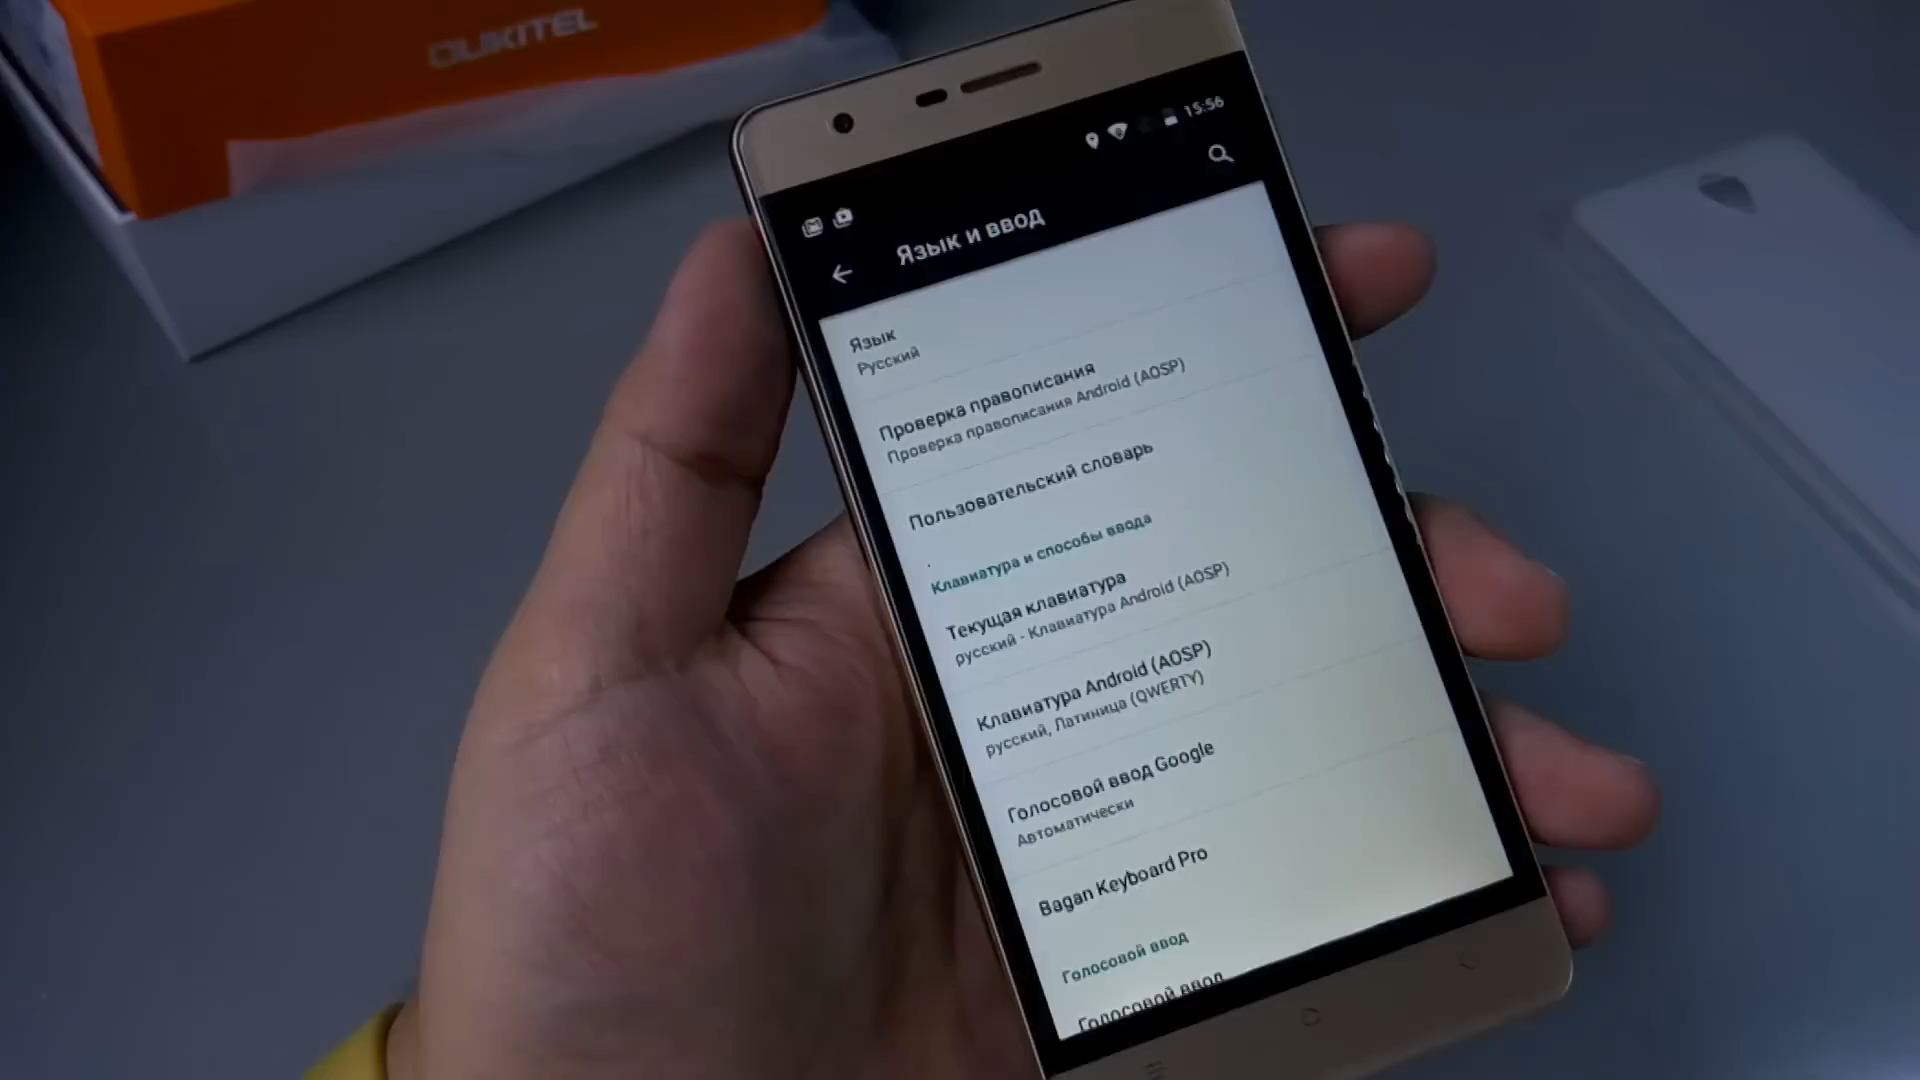 OUKITEL
15:56
Язык и ввод
Язык
Русский
Проверка правописания
Проверка правописания Android (AOSP)
Пользовательский словарь
Клавиатура и способы ввода
Текущая клавиатура
русский - Клавиатура Android (AOSP)
Клавиатура Android (AOSP)
русский, Латиница (QWERTY)
Голосовой ввод Google
Автоматически
Bagan Keyboard Pro
Голосовой ввод
Голосовой ввод